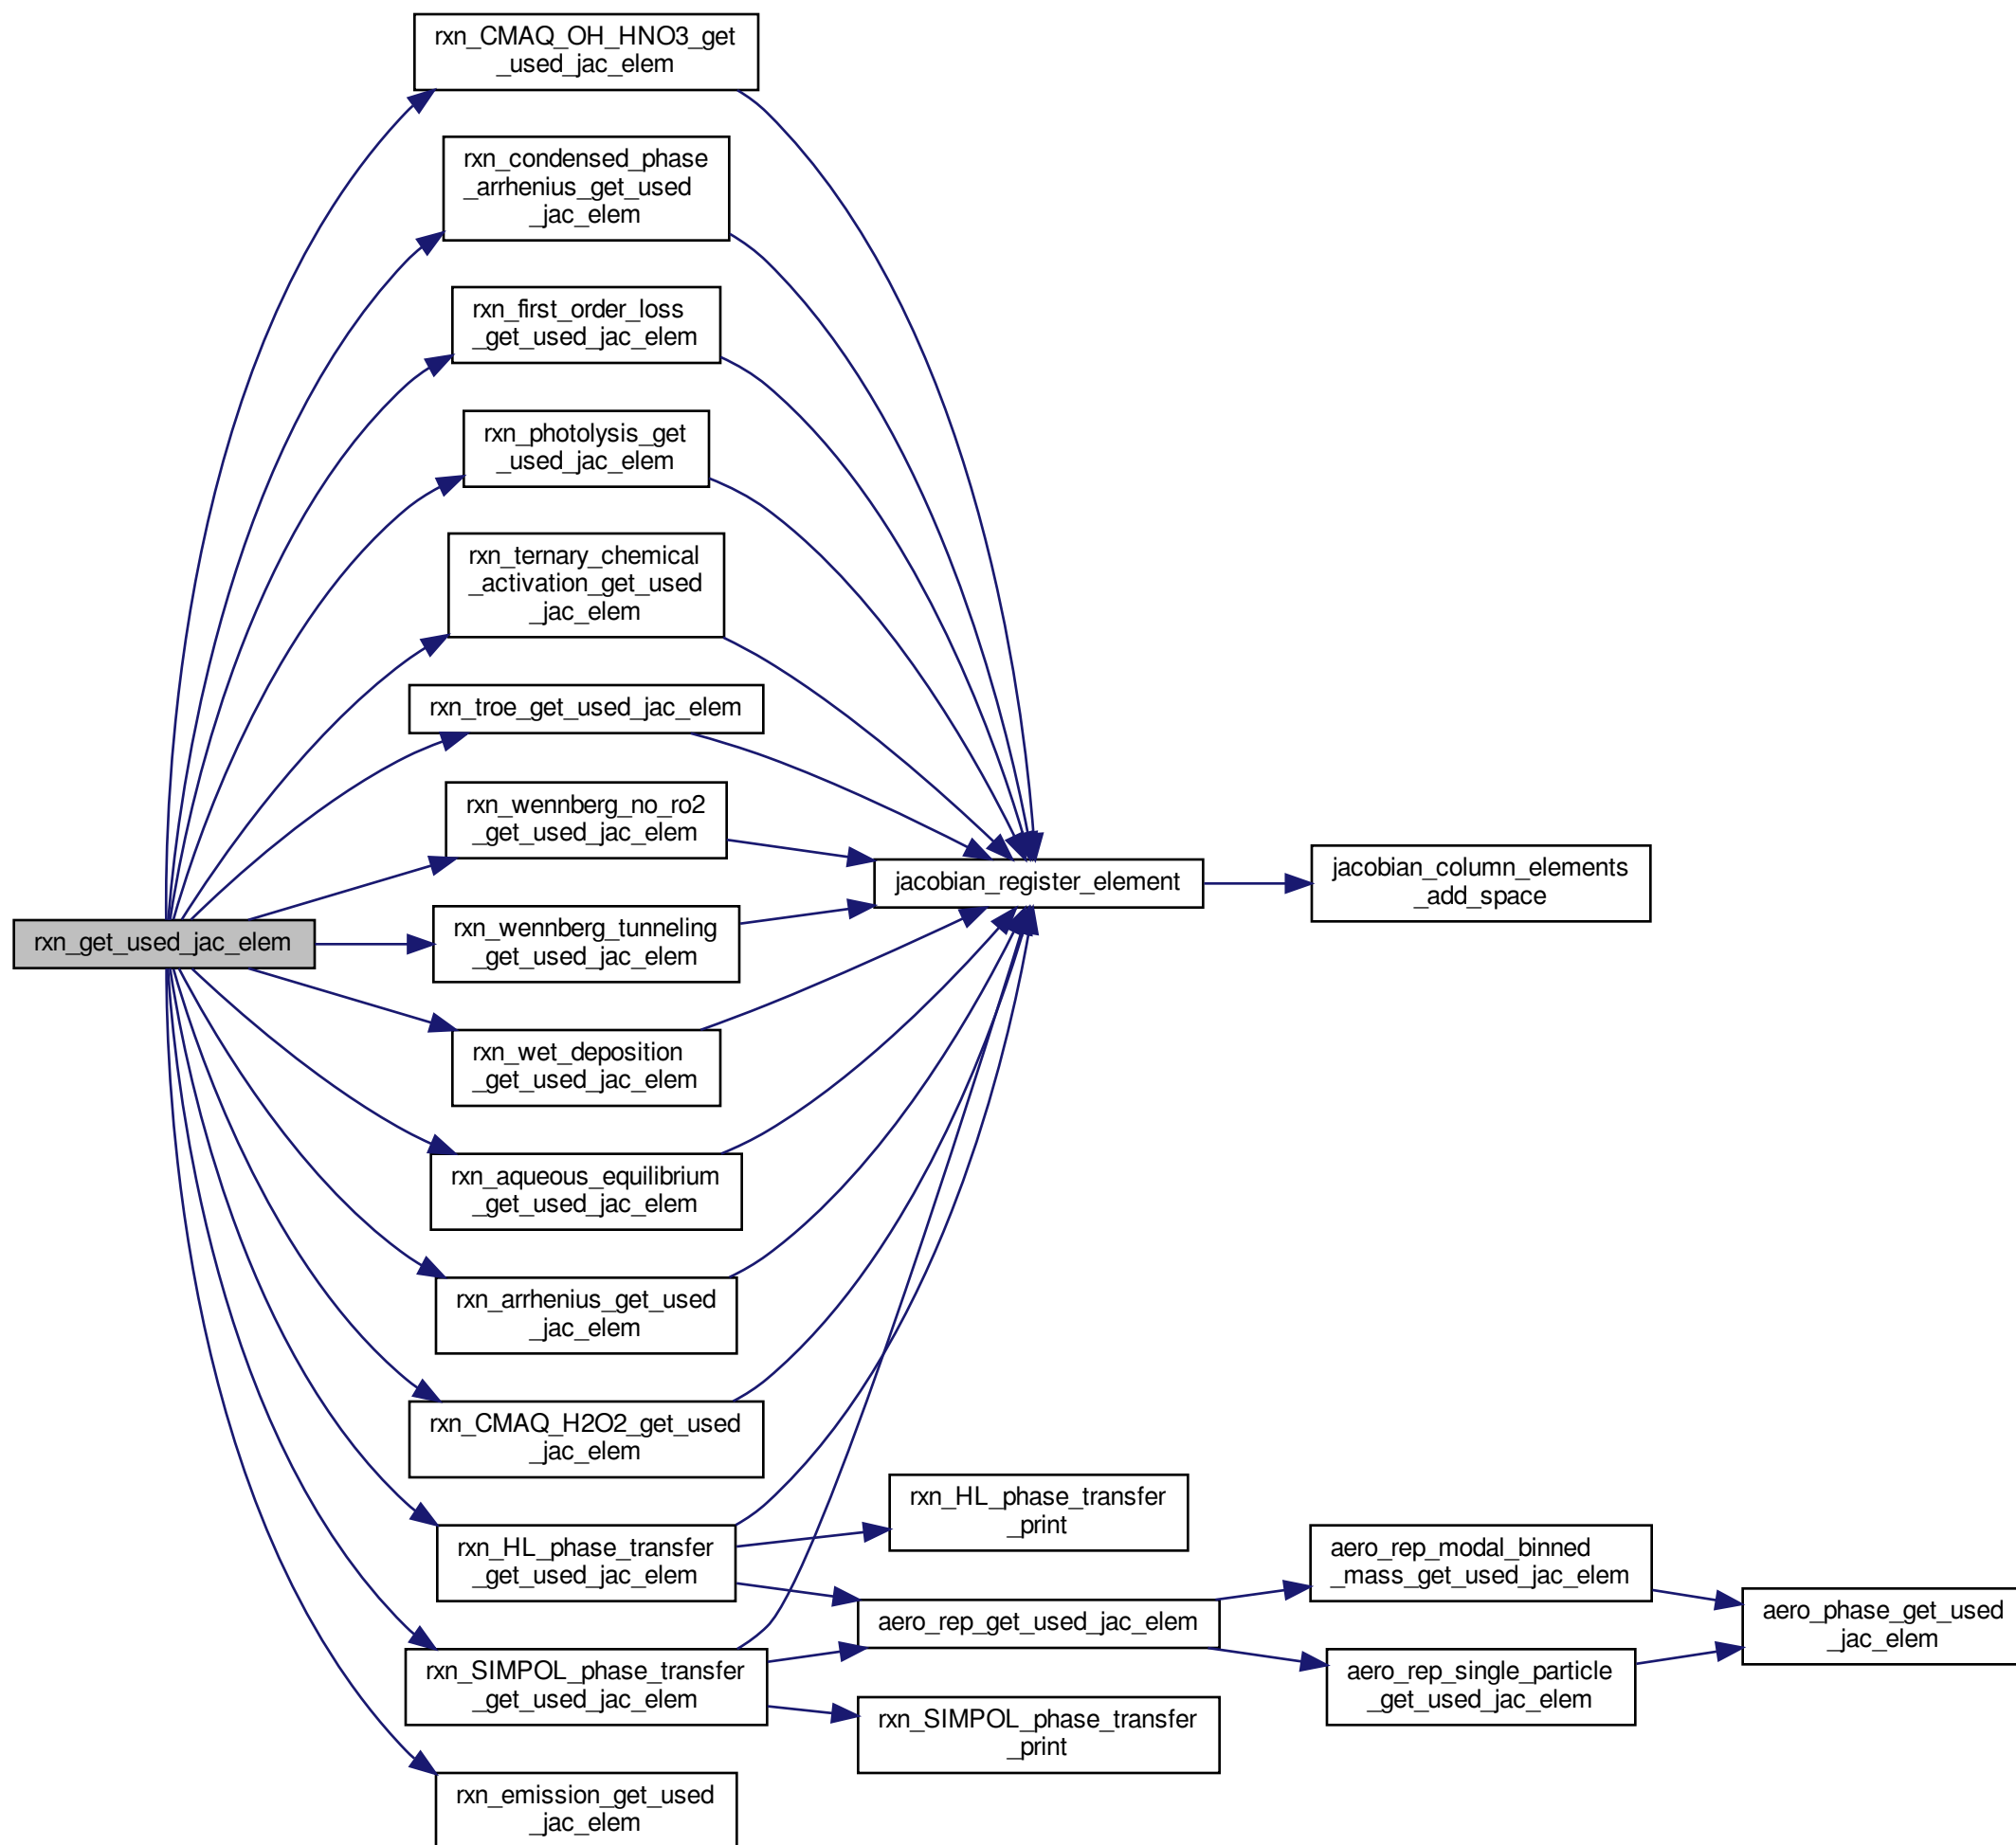 rxn_CMAQ_OH_HNO3_get
_used_jac_elem
rxn_condensed_phase
_arrhenius_get_used
_jac_elem
rxn_first_order_loss
_get_used_jac_elem
rxn_photolysis_get
_used_jac_elem
rxn_ternary_chemical
_activation_get_used
_jac_elem
rxn_troe_get_used_jac_elem
rxn_wennberg_no_ro2
_get_used_jac_elem
rxn_get_used_jac_elem
rxn_wennberg_tunneling
_get_used_jac_elem
jacobian_register_element
jacobian_column_elements
_add_space
rxn_wet_deposition
_get_used_jac_elem
rxn_aqueous_equilibrium
_get_used_jac_elem
rxn_arrhenius_get_used
_jac_elem
rxn_CMAQ_H2O2_get_used
_jac_elem
rxn_HL_phase_transfer
_get_used_jac_elem
rxn_HL_phase_transfer
_print
aero_rep_get_used_jac_elem
aero_rep_modal_binned
_mass_get_used_jac_elem
aero_phase_get_used
_jac_elem
rxn_SIMPOL_phase_transfer
_get_used_jac_elem
aero_rep_single_particle
_get_used_jac_elem
rxn_SIMPOL_phase_transfer
_print
rxn_emission_get_used
_jac_elem